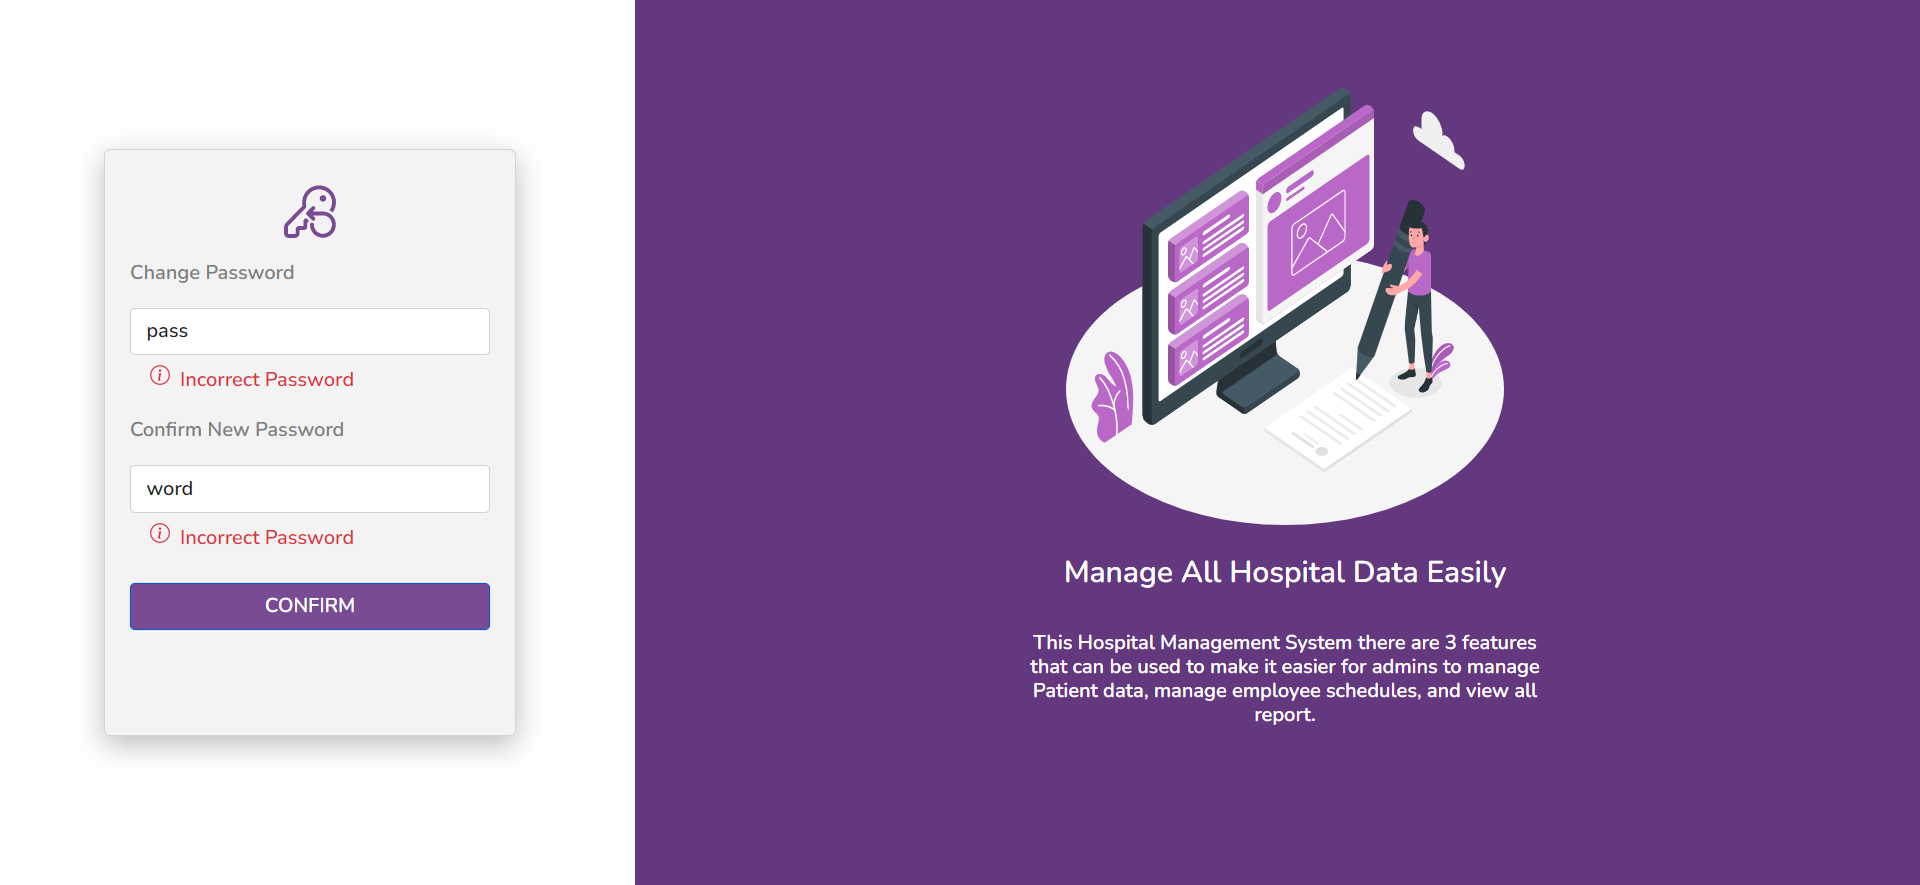 Change Password
pass
Incorrect Password
Confirm New Password
word
Incorrect Password
CONFIRM
Manage All Hospital Data Easily
This Hospital Management System there are 3 features
that can be used to make it easier for admins to manage
Patient data, manage employee schedules, and view all
report.